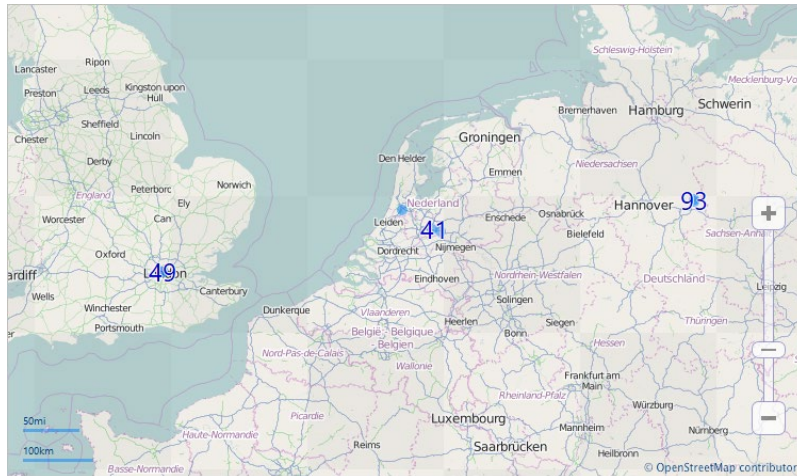 Schleswig-Holstein
Ripon
Lancaster
Mecklenburg-Vo
Preston
Leeds
Kingston upon
Hull
Hamburg
Schwerin
Bremerhaven
Sheffield
Chester
Lincoln
Groningen
Den Helder
Derby
Niedersachsen
Emmen
England
Peterborc
Norwich
Ely
Nederland
93
Hannover
Worcester
Can
Leiden
Enschede
Osnabrück
41
Bielefeld
Sachsen-Anha
Nijmegen
Dordrecht
Oxford
49
London
ardiff
Eindhoven
Nordrhein-Westfalen
Deutschland
Leipzig
Wells
Canterbury
Solingen
Winchester
Dunkerque
Vlaanderen
Heerlen
Siegen
Thüringen
Portsmouth
België - Belgique -
Belgien
Bonn
er
Hessen
Nord-Pas-de-Calais
Wallonie
Frankfurt am
Main
Rheinland-Pfalz
Würzburg
Picardie
Luxembourg
50mi
Mannheim
Nürnberg
Haute-Normandie
Reims
Saarbrücken
Heilbronn
100km
Basse-Normandie
© OpenStreetMap contributor